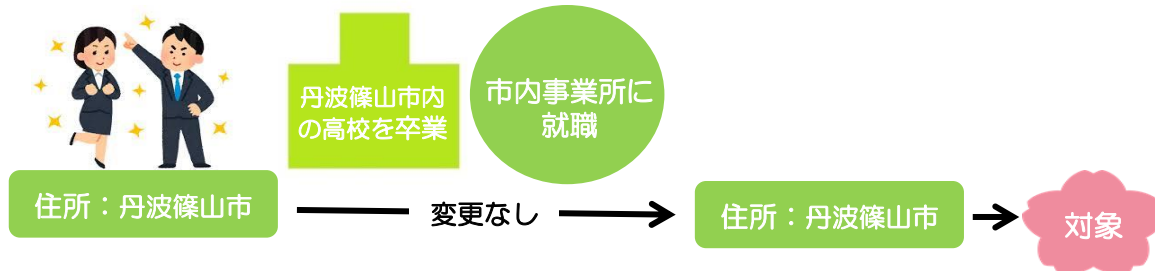 丹波篠山市内
の高校を卒業
市内事業所に
就職
住所：丹波篠山市
変更なし
住所：丹波篠山市
対象